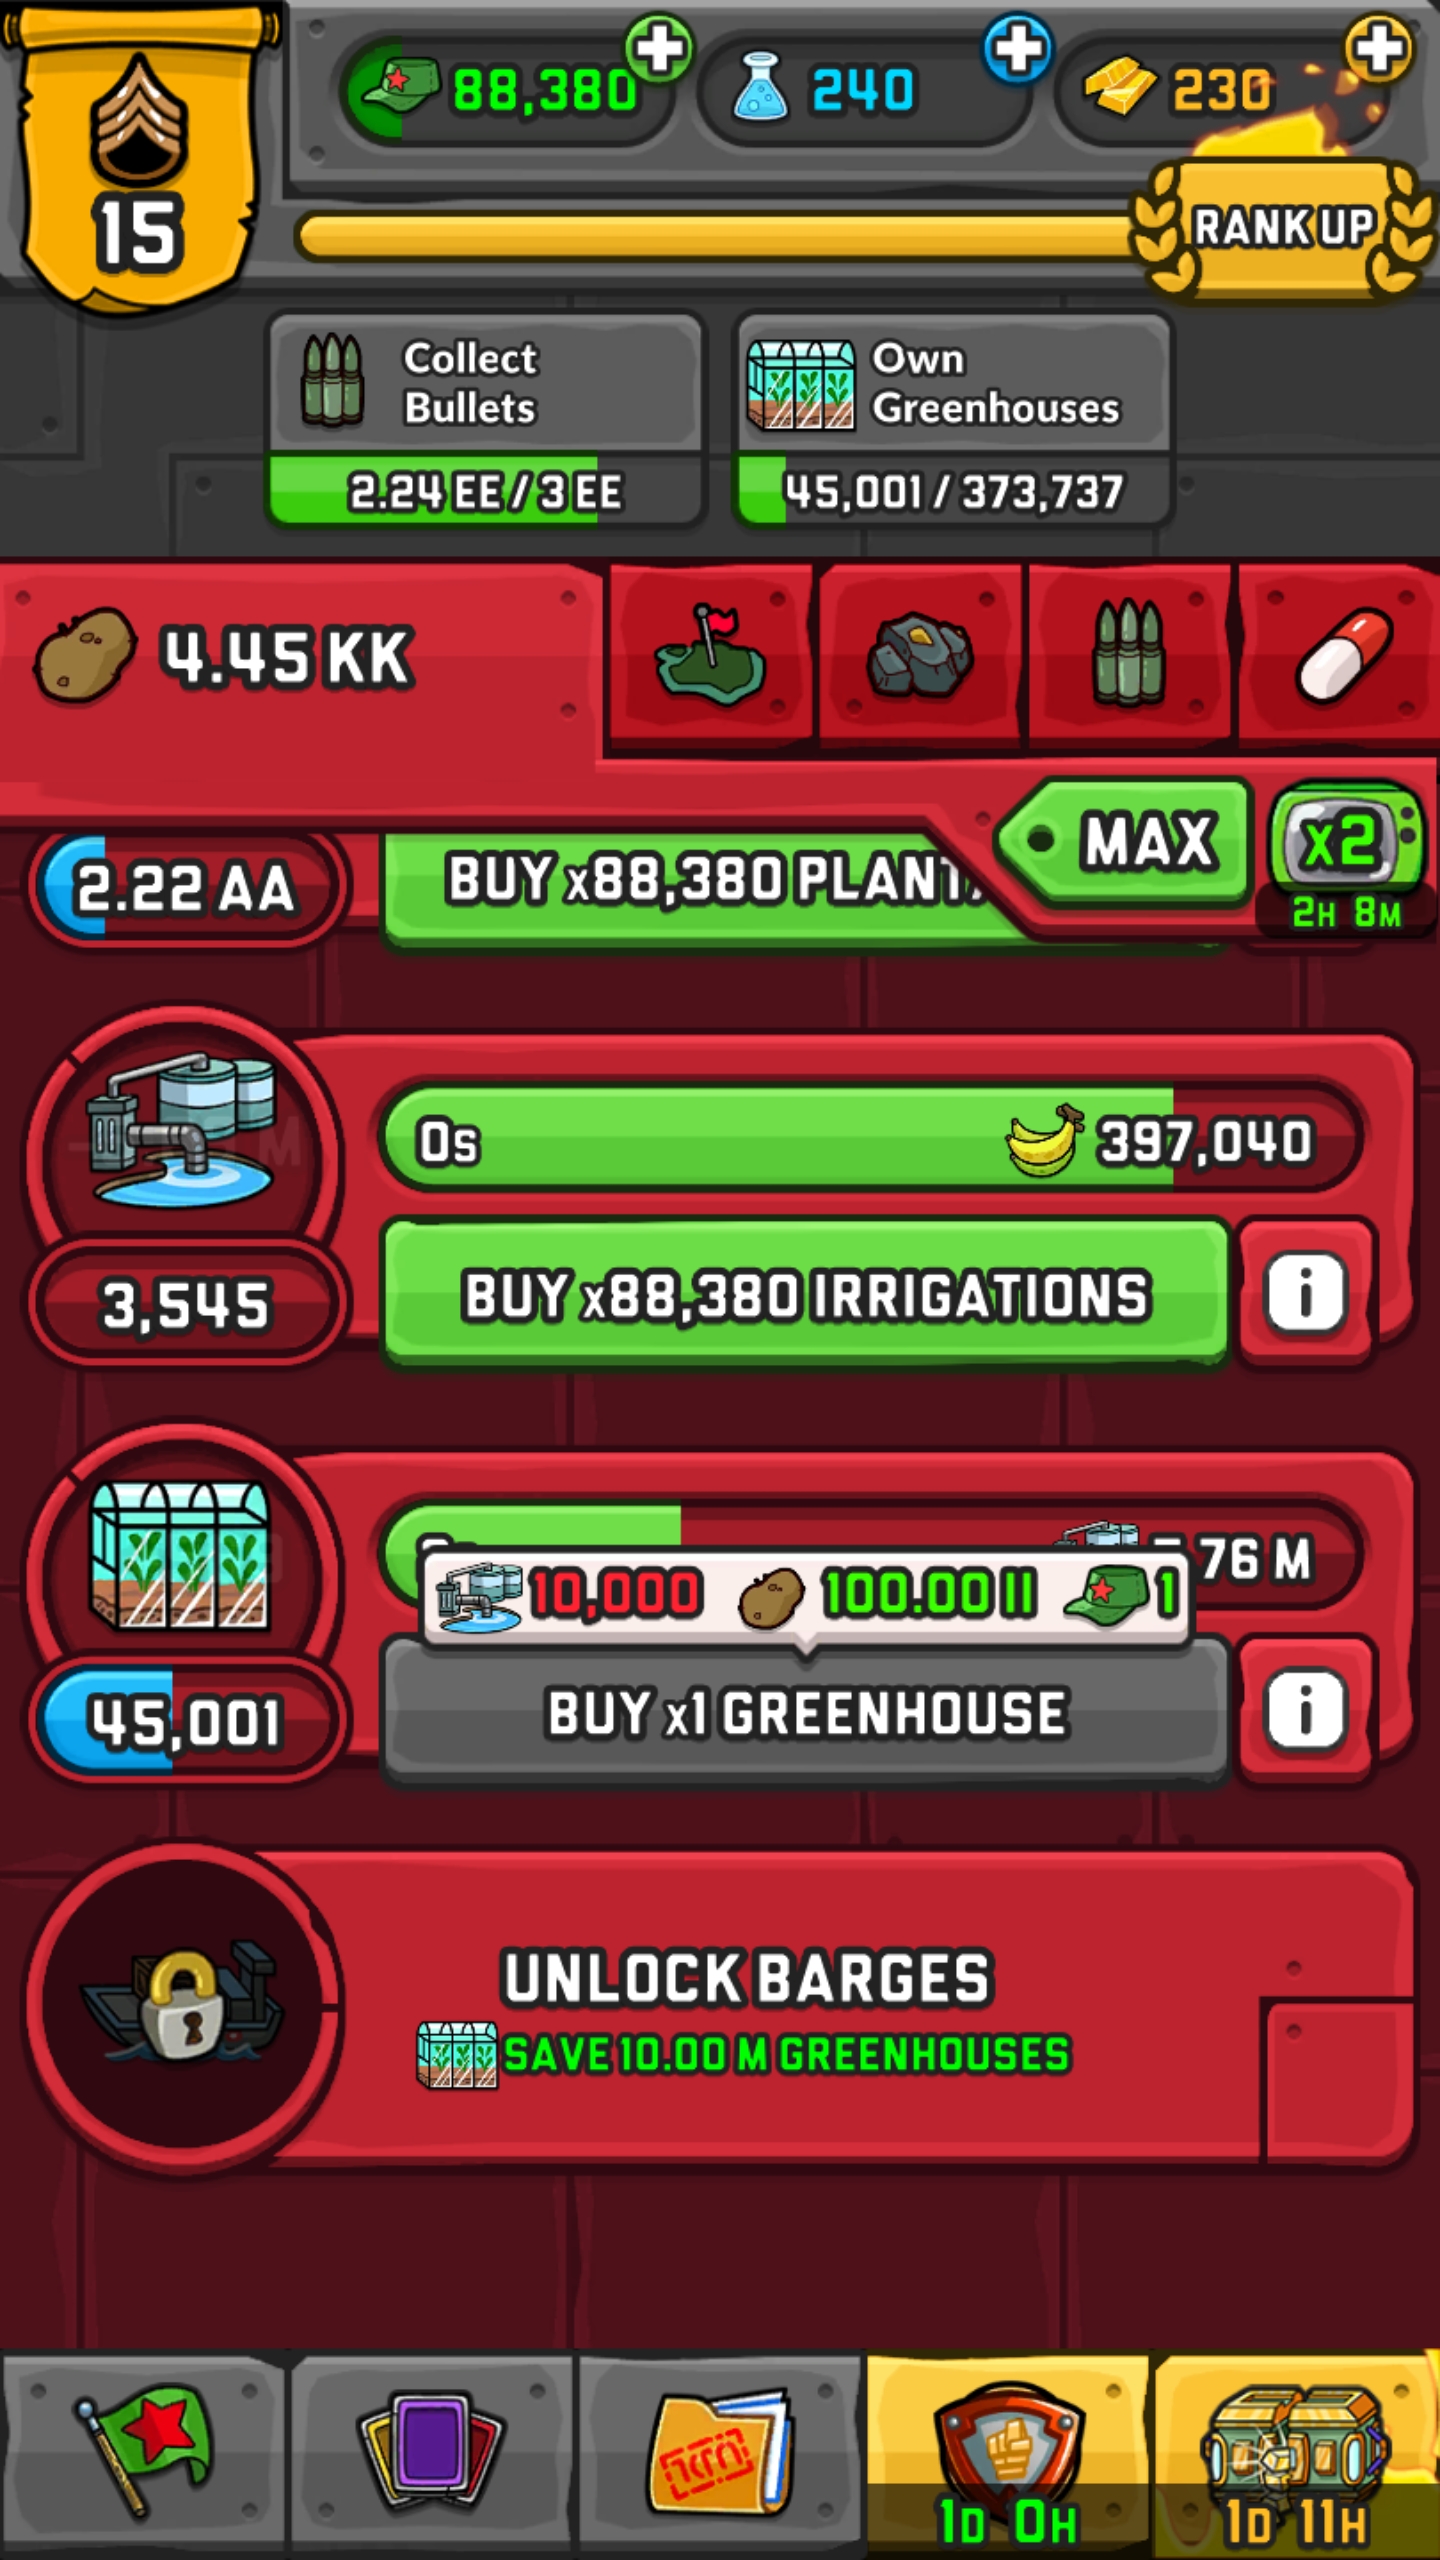 88,380
240
230
15
RANK UP
Collect
Bullets
2.24 EE / 3 EE
Own
Greenhouses
45,001 / 373,737
4.45 KK
MAX
x2
2H 8M
2.22 AA
BUY x88,380
0s
397,040
3,545
BUY x88,380 IRRIGATIONS
i
76 M
10,000
100.00 II
1
45,001
BUY x1 GREENHOUSE
i
UNLOCK BARGES
SAVE 10.00 M GREENHOUSES
1D 0H
1D 11H